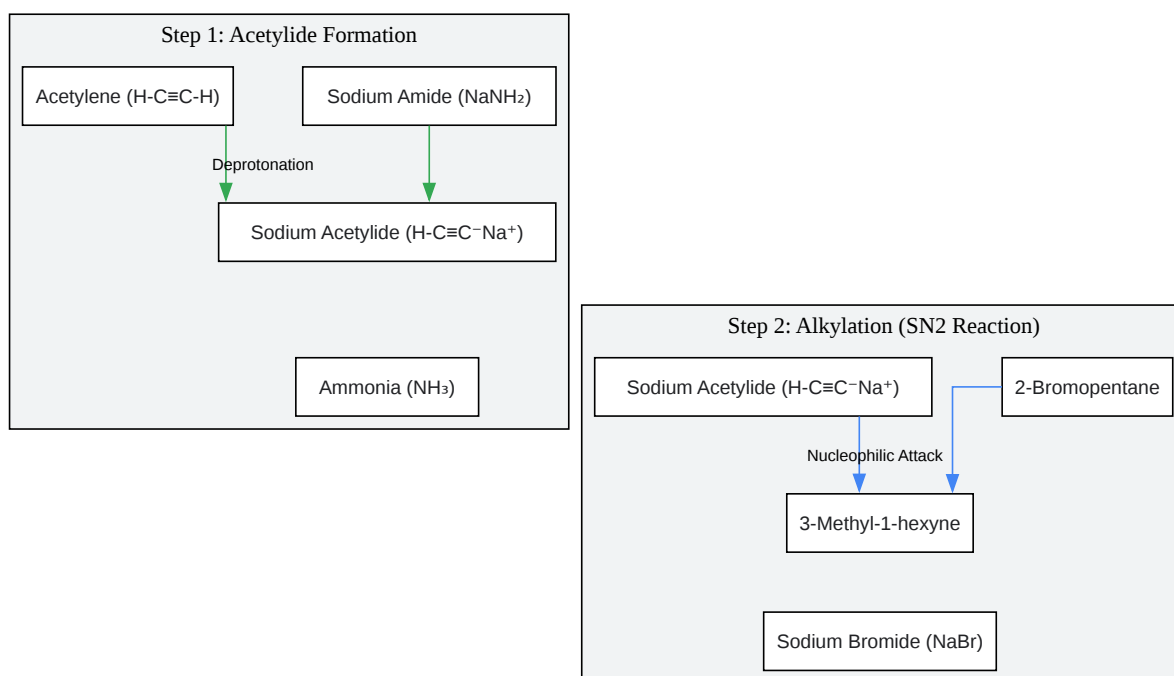 Step 1: Acetylide Formation
Acetylene (H-C≡C-H)
Sodium Amide (NaNH₂)
Deprotonation
Sodium Acetylide (H-C≡C⁻Na⁺)
Ammonia (NH₃)
Step 2: Alkylation (SN2 Reaction)
Sodium Acetylide (H-C≡C⁻Na⁺)
2-Bromopentane
Nucleophilic Attack
3-Methyl-1-hexyne
Sodium Bromide (NaBr)